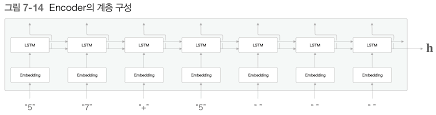 그림 7-14 Encoder의 계층 구성
LSTM LSTM LSTM LSTM LSTM LSTM LSTM h
Embedding Embedding Embedding Embedding Embedding Embedding Embedding
"5" "7" "+" "5" " " " " " "